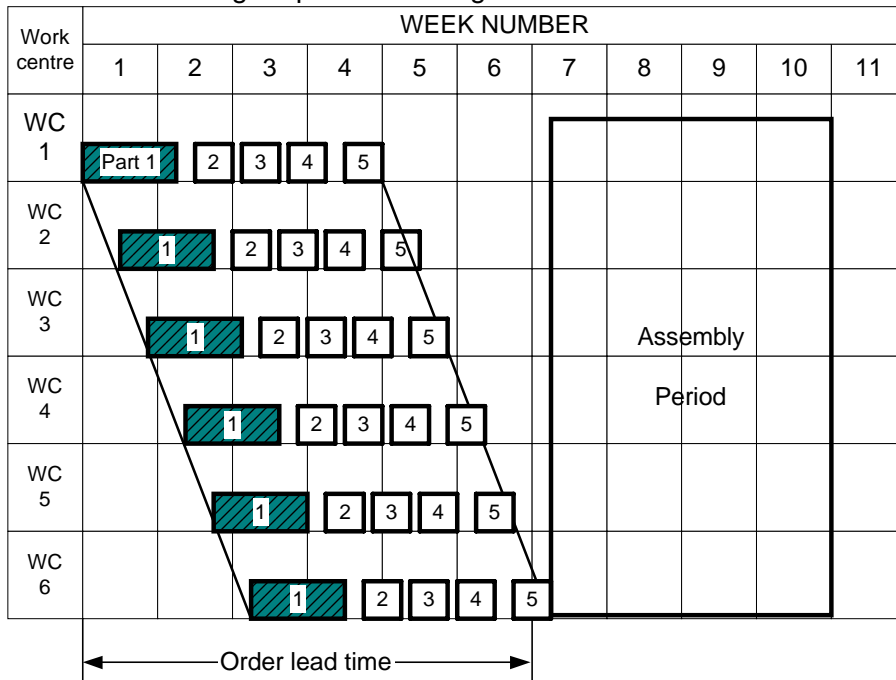 WEEK NUMBER
Work
centre
1 2 3 4 5 6 7 8 9 10 11
WC
1
Part 1 2 3 4 5
WC
2
1 2 3 4 5
WC
3
1 2 3 4 5
Assembly
Period
WC
4
1 2 3 4 5
WC
5
1 2 3 4 5
WC
6
1 2 3 4 5
Order lead time